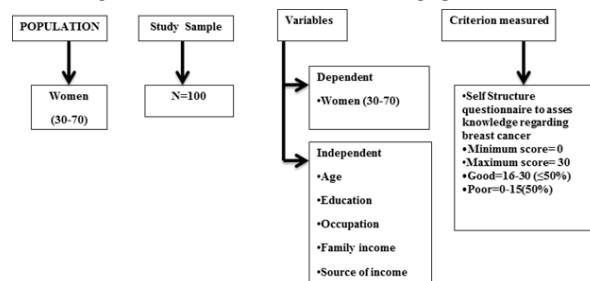 POPULATION
Women
(30-70)
Study Sample
N=100
Variables
Dependent
•Women (30-70)
Independent
•Age
•Education
•Occupation
•Family income
•Source of income
Criterion measured
•Self Structure
questionnaire to asses
knowledge regarding
breast cancer
•Minimum score=0
•Maximum score= 30
•Good=16-30 (≤50%)
•Poor=0-15(50%)